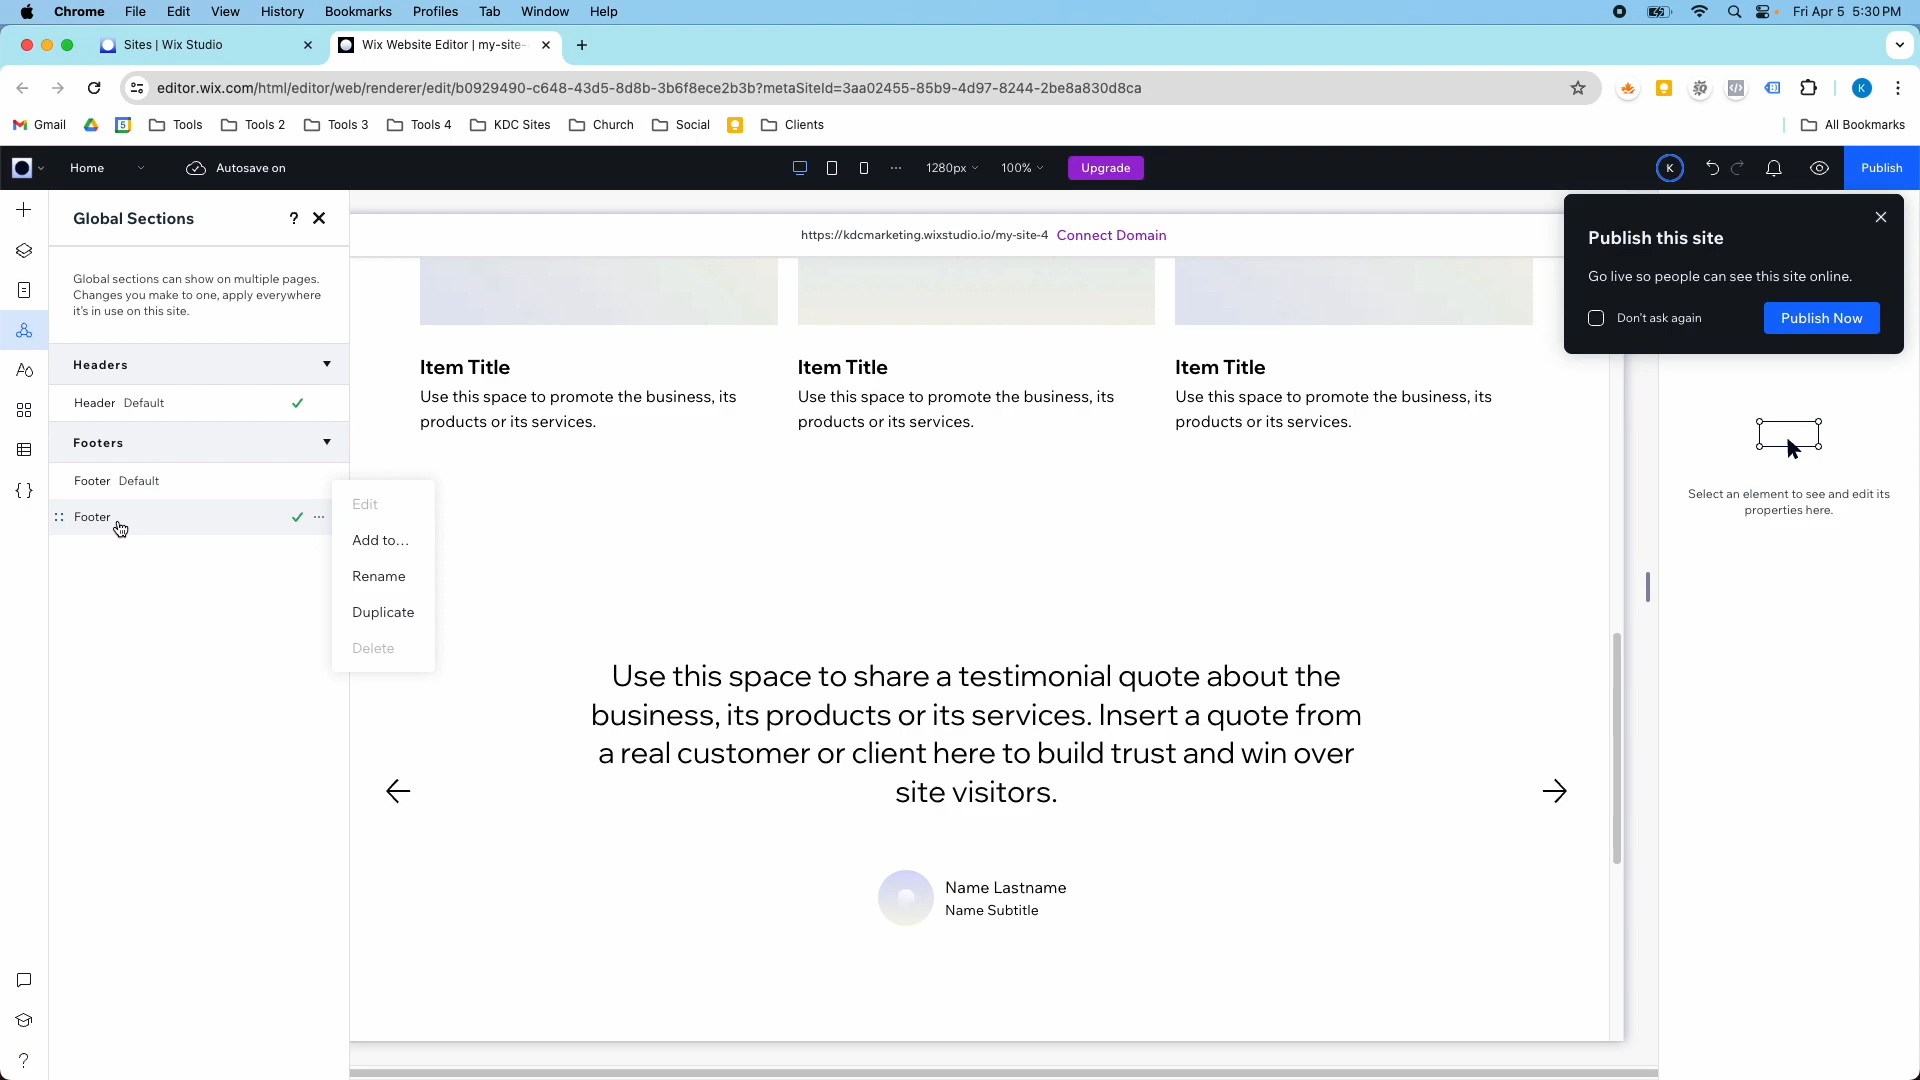 Chrome File Edit View History Bookmarks Profiles Tab Window Help Fri Apr 5 5:30 PM
Sites | Wix Studio Wix Website Editor | my-site-
editor.wix.com/html/editor/web/renderer/edit/b0929490-c648-43d5-8d8b-3b6f8ece2b3b?metaSiteId=3aa02455-85b9-4d97-8244-2be8a830d8ca K
Gmail 5 Tools Tools 2 Tools 3 Tools 4 KDC Sites Church Social Clients All Bookmarks
Home Autosave on 1280px 100% Upgrade K Publish
Global Sections ?
Global sections can show on multiple pages.
Changes you make to one, apply everywhere
it's in use on this site.
Headers
Header Default
Footers
Footer Default
Footer
Edit
Add to...
Rename
Duplicate
Delete
?
https://kdcmarketing.wixstudio.io/my-site-4 Connect Domain
Item Title
Use this space to promote the business, its
products or its services.
Item Title
Use this space to promote the business, its
products or its services.
Item Title
Use this space to promote the business, its
products or its services.
Use this space to share a testimonial quote about the
business, its products or its services. Insert a quote from
a real customer or client here to build trust and win over
site visitors.
Name Lastname
Name Subtitle
Publish this site
Go live so people can see this site online.
Don't ask again Publish Now
Select an element to see and edit its
properties here.